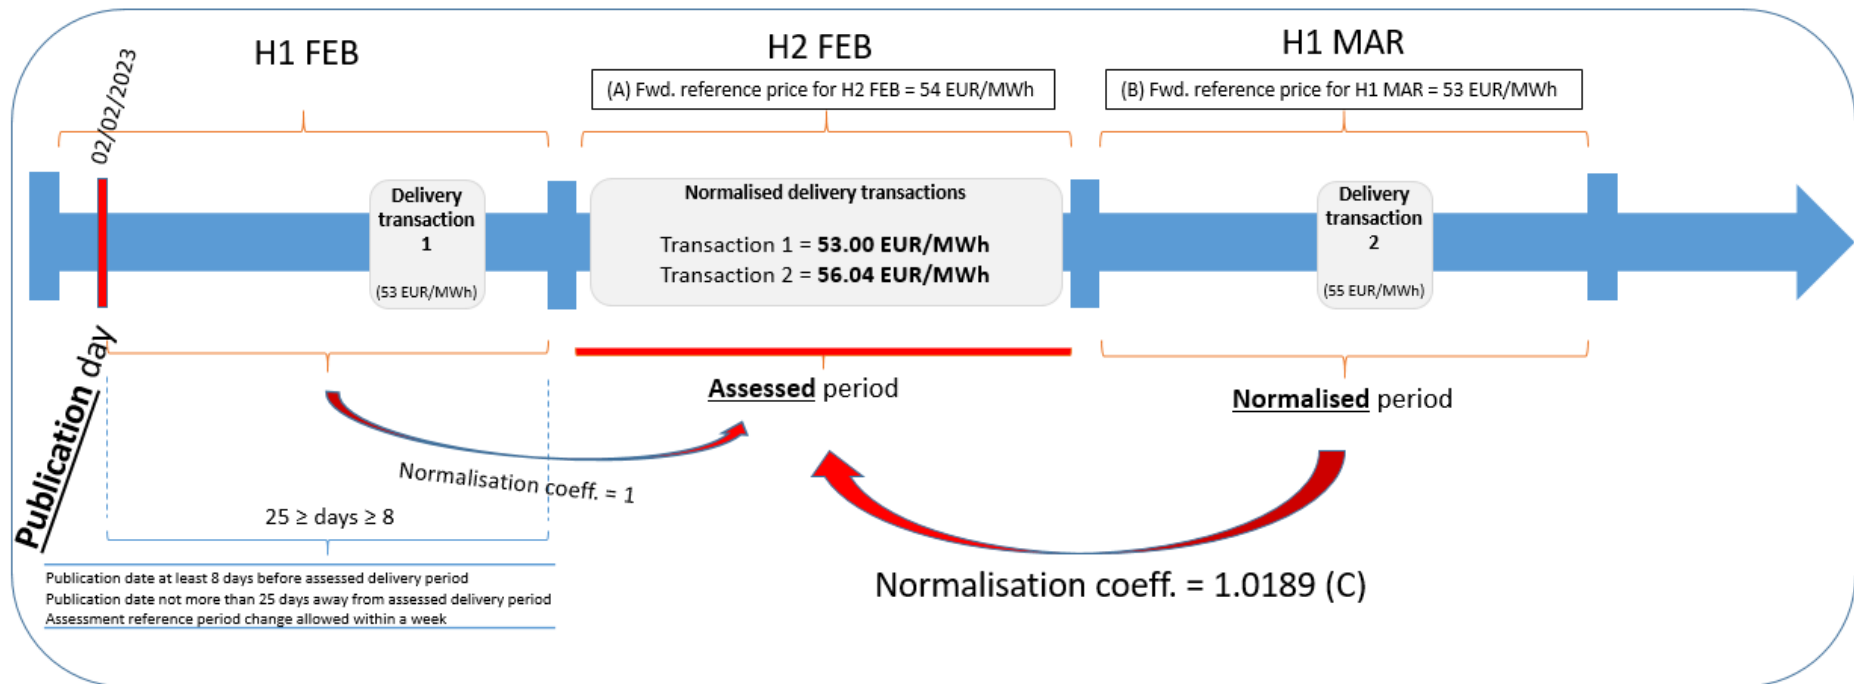 H1 FEB
H2 FEB
H1 MAR
(A) Fwd. reference price for H2 FEB = 54 EUR/MWh
(B) Fwd. reference price for H1 MAR = 53 EUR/MWh
02/02/2023
Delivery
transaction
1
(53 EUR/MWh)
Normalised delivery transactions
Transaction 1 = 53.00 EUR/MWh
Transaction 2 = 56.04 EUR/MWh
Delivery
transaction
2
(55 EUR/MWh)
Publication day
Assessed period
Normalised period
Normalisation coeff. = 1
25 ≥ days ≥ 8
Publication date at least 8 days before assessed delivery period
Publication date not more than 25 days away from assessed delivery period
Assessment reference period change allowed within a week
Normalisation coeff. = 1.0189 (C)